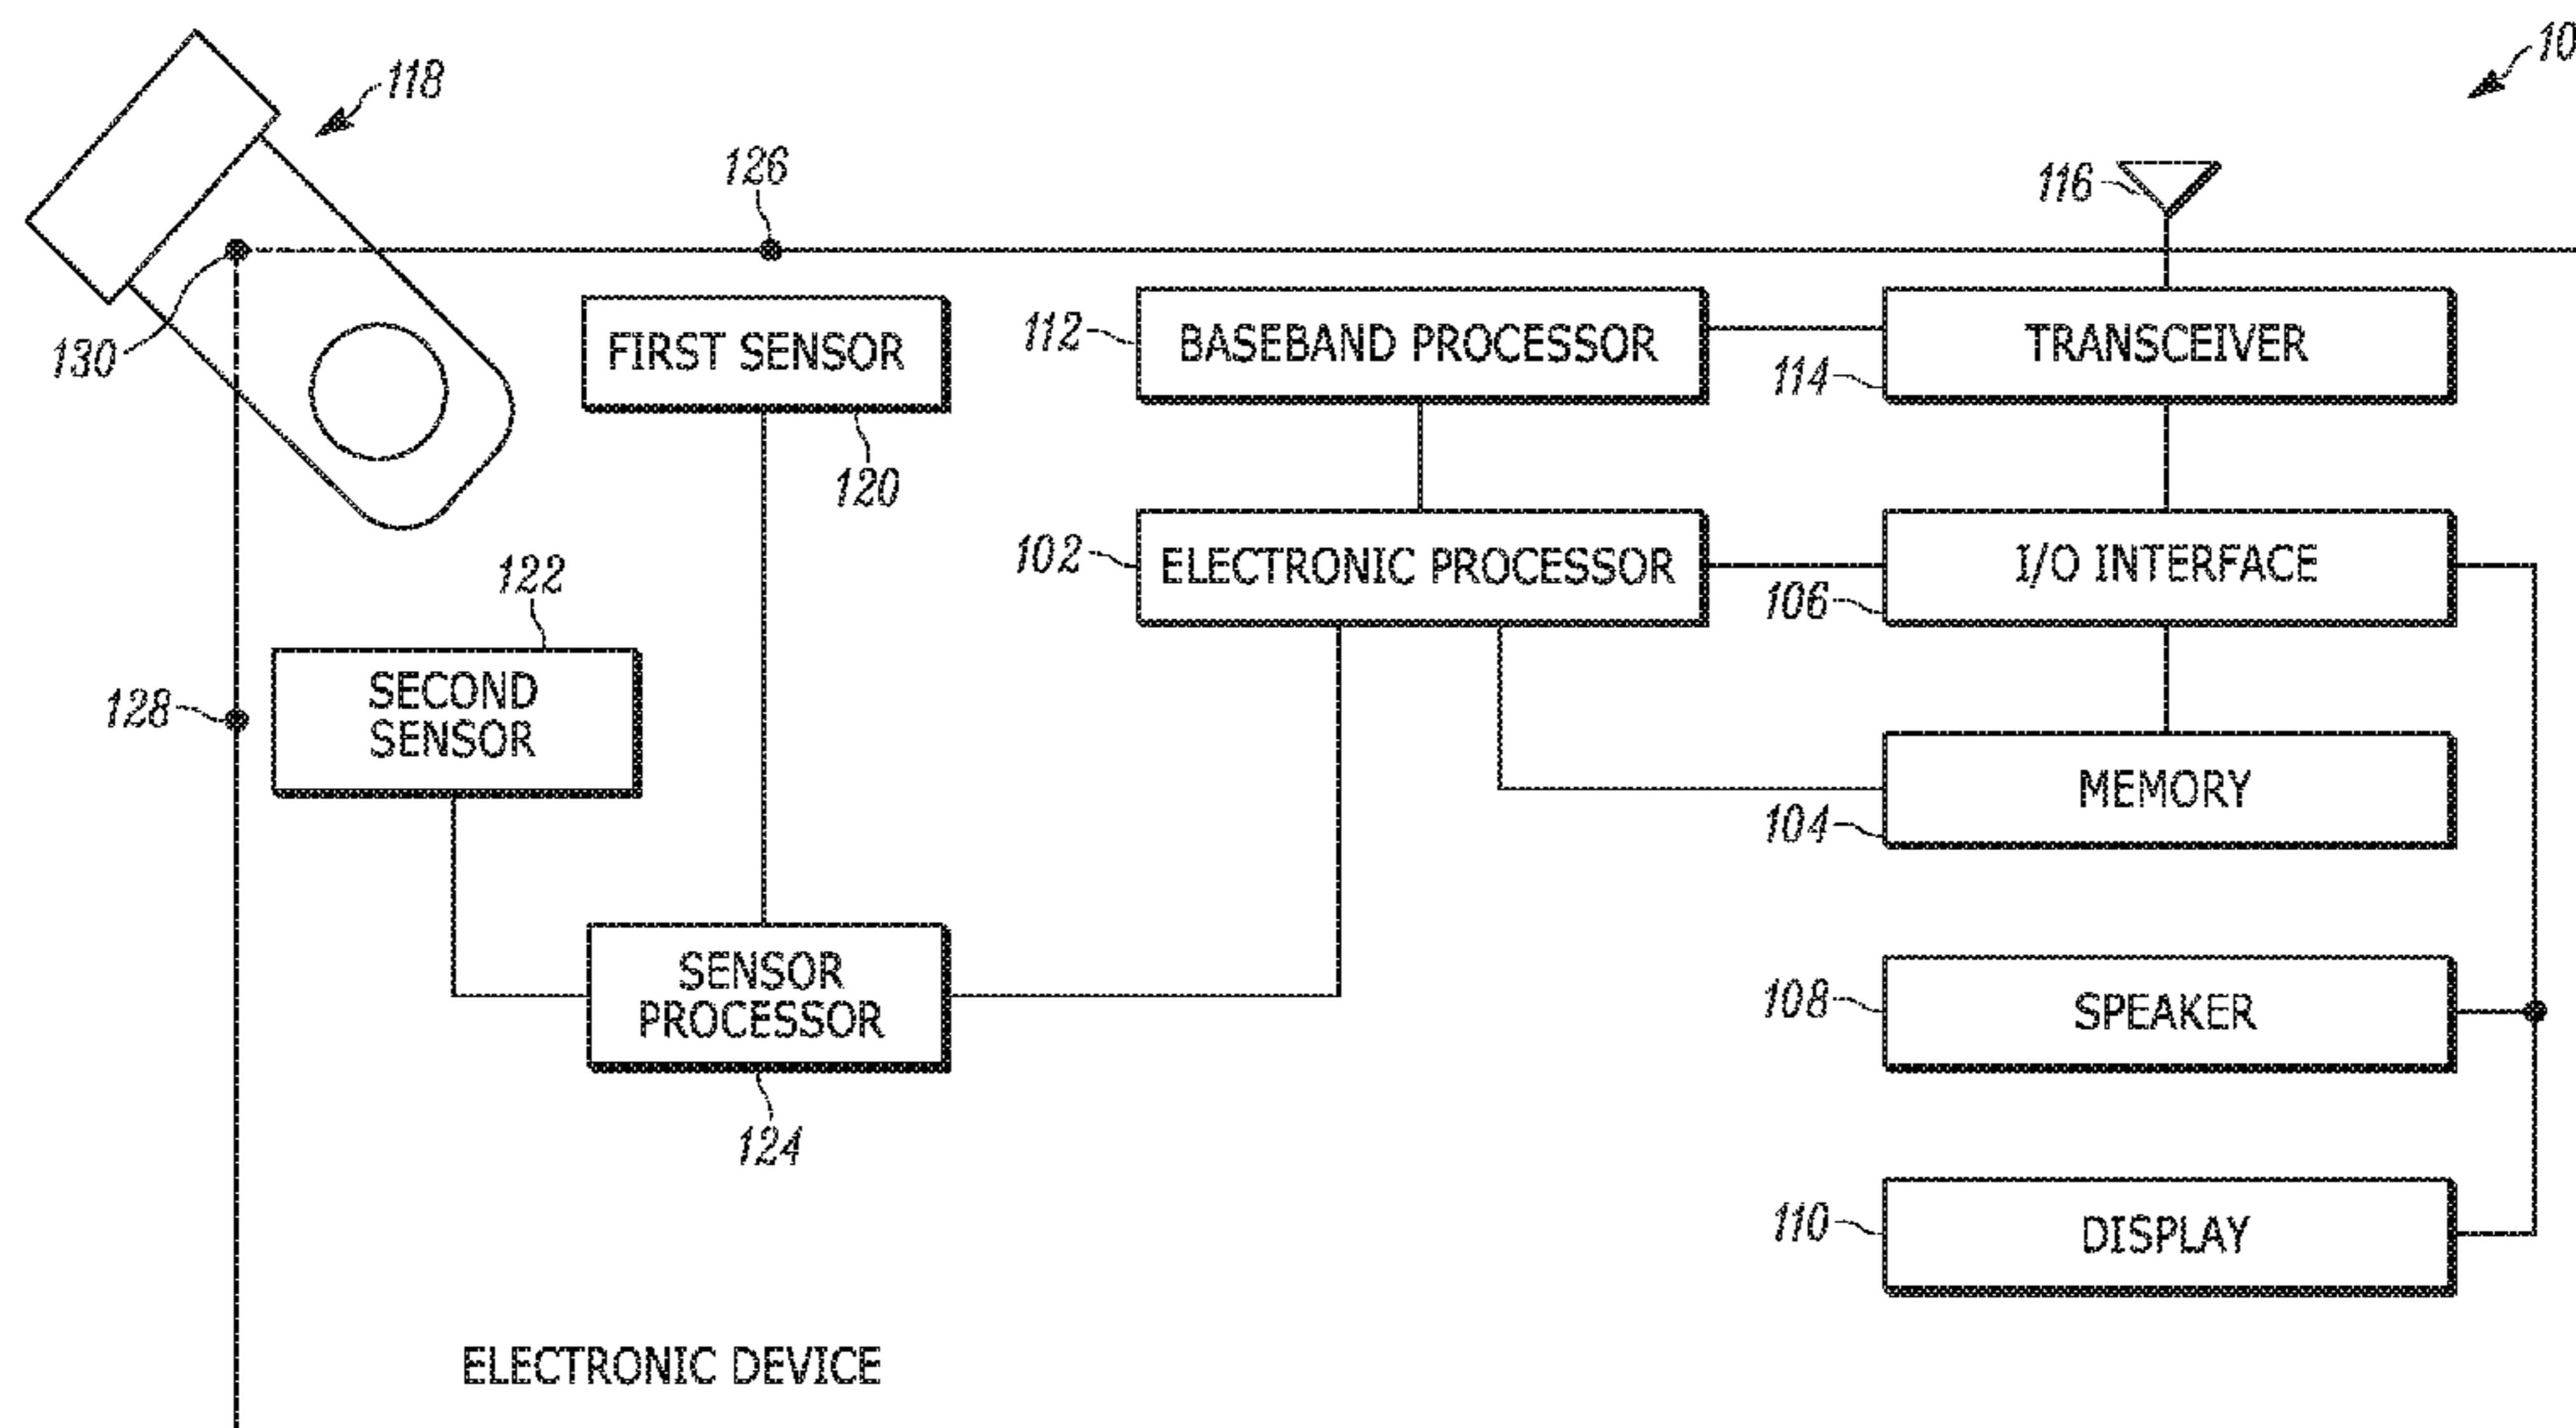 118
10
126
116
130
FIRST SENSOR
112
BASEBAND PROCESSOR
TRANSCEIVER
114
120
102
ELECTRONIC PROCESSOR
I/O INTERFACE
106
122
SECOND
SENSOR
128
MEMORY
104
SENSOR
PROCESSOR
108
SPEAKER
124
110
DISPLAY
ELECTRONIC DEVICE